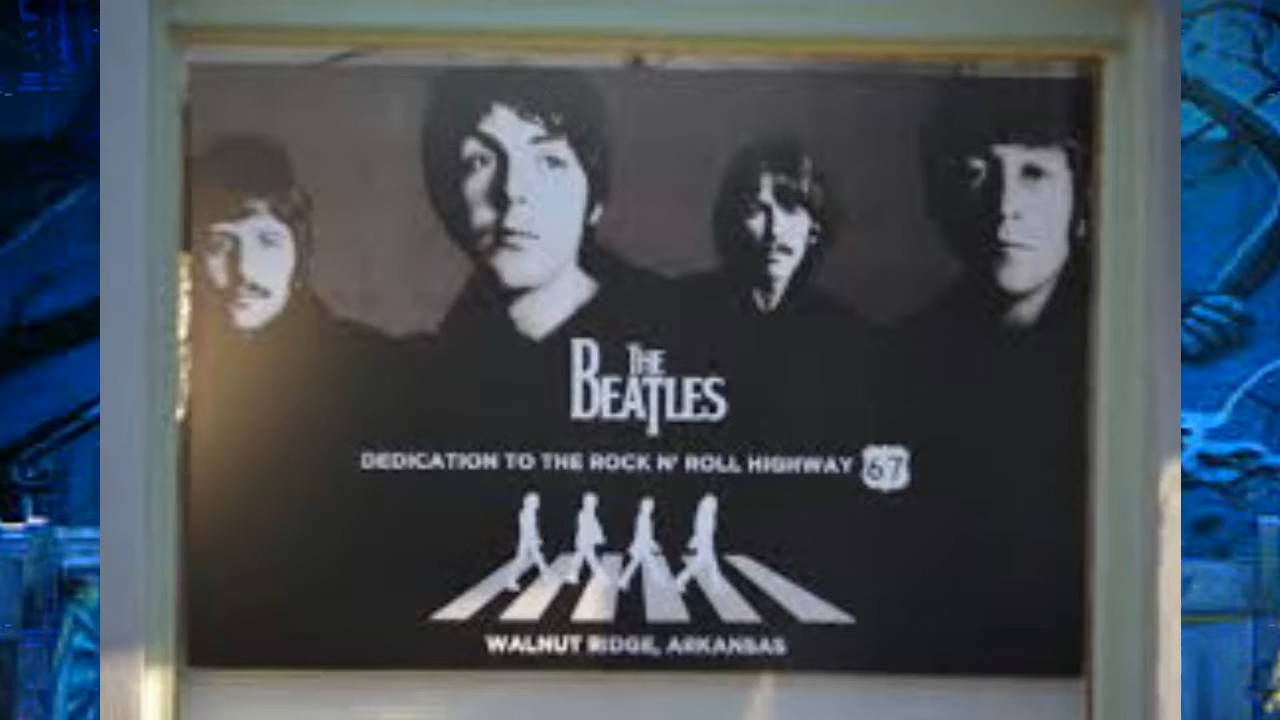 THE
BEATLES
DEDICATION TO THE ROCK N' ROLL HIGHWAY 67
WALNUT RIDGE, ARKANSAS